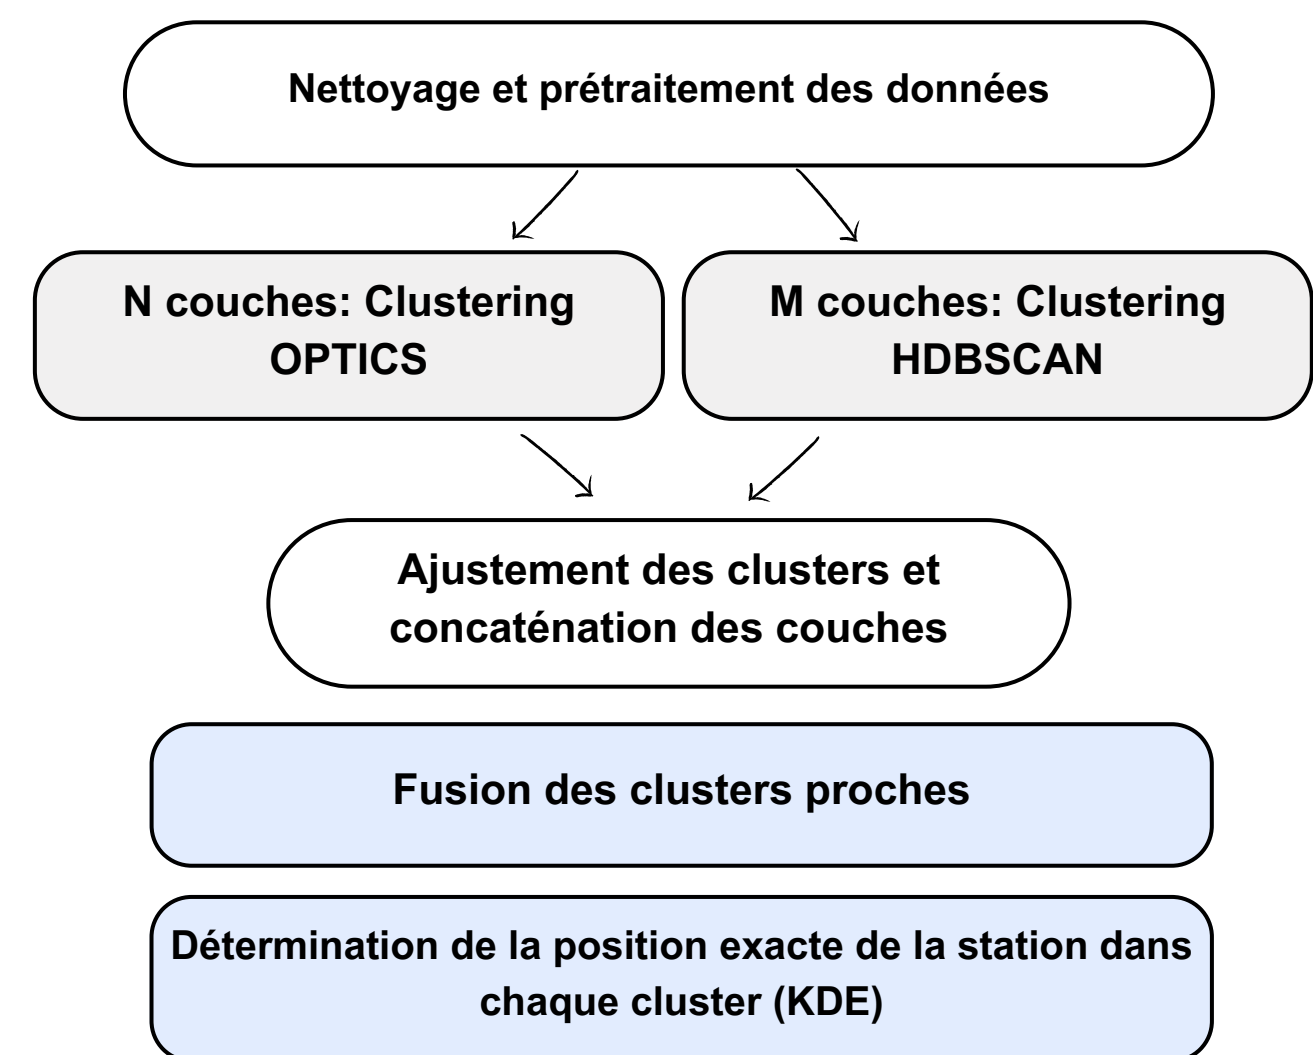 Nettoyage et prétraitement des données
N couches: Clustering
OPTICS
M couches: Clustering
HDBSCAN
Ajustement des clusters et
concaténation des couches
Fusion des clusters proches
Détermination de la position exacte de la station dans
chaque cluster (KDE)